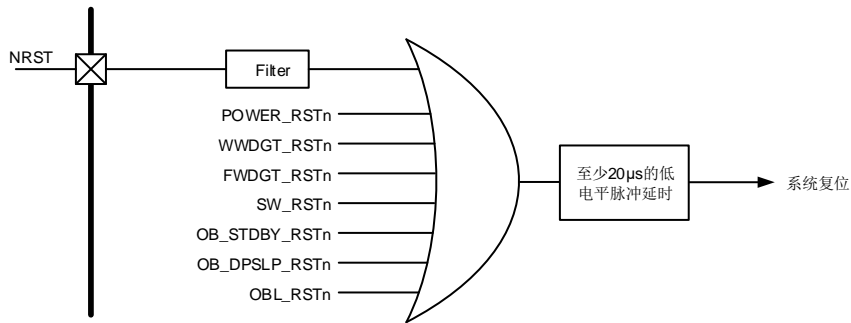 NRST
Filter
POWER_RSTn
WWDGT_RSTn
FWDGT_RSTn
SW_RSTn
OB_STDBY_RSTn
OB_DPSLP_RSTn
OBL_RSTn
至少20μs的低
电平脉冲延时
系统复位